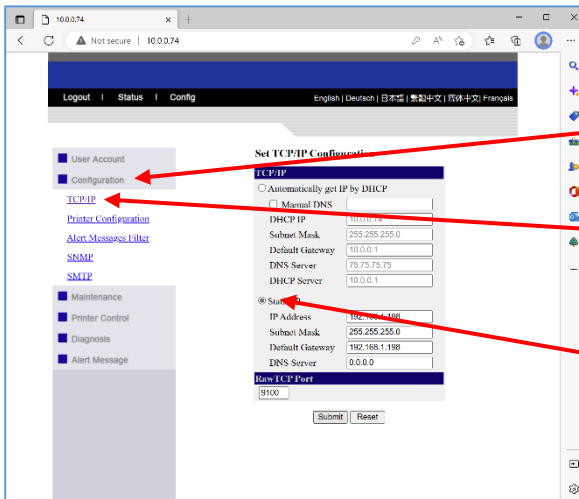 10.0.0.74
Not secure | 10.0.0.74
Logout | Status | Config
English | Deutsch | 日本語 | 繁體中文 | 简体中文| Français
User Account
Configuration
TCP/IP
Printer Configuration
Alert Messages Filter
SNMP
SMTP
Maintenance
Printer Control
Diagnosis
Alert Message
Set TCP/IP Configuration
TCP/IP
Automatically get IP by DHCP
Manual DNS
DHCP IP 10.0.0.74
Subnet Mask 255.255.255.0
Default Gateway 10.0.0.1
DNS Server 75.75.75.75
DHCP Server 10.0.0.1
IP Address 192.168.1.198
Subnet Mask 255.255.255.0
Default Gateway 192.168.1.198
DNS Server 0.0.0.0
RawTCP Port
9100
Submit Reset